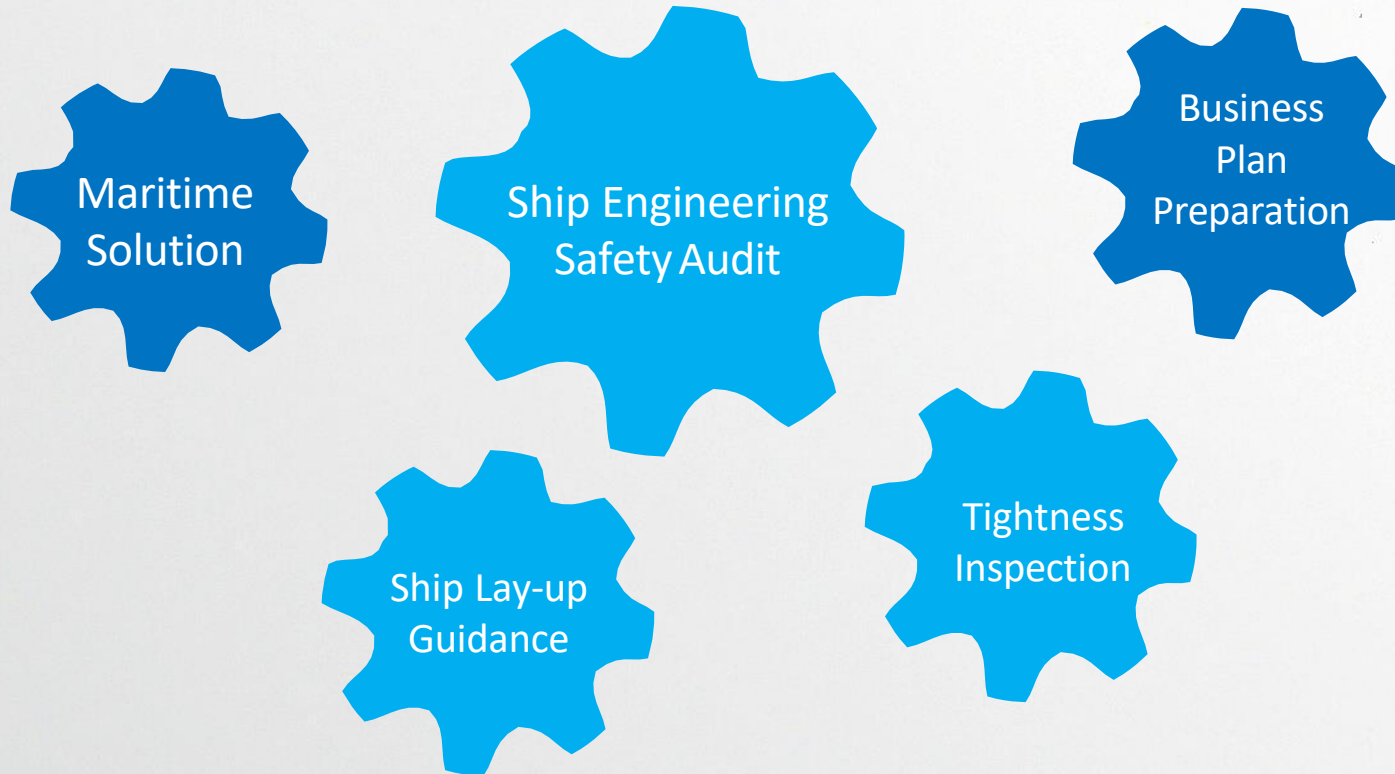 Maritime
Solution
Ship Engineering
Safety Audit
Business
Plan
Preparation
Ship Lay-up
Guidance
Tightness
Inspection